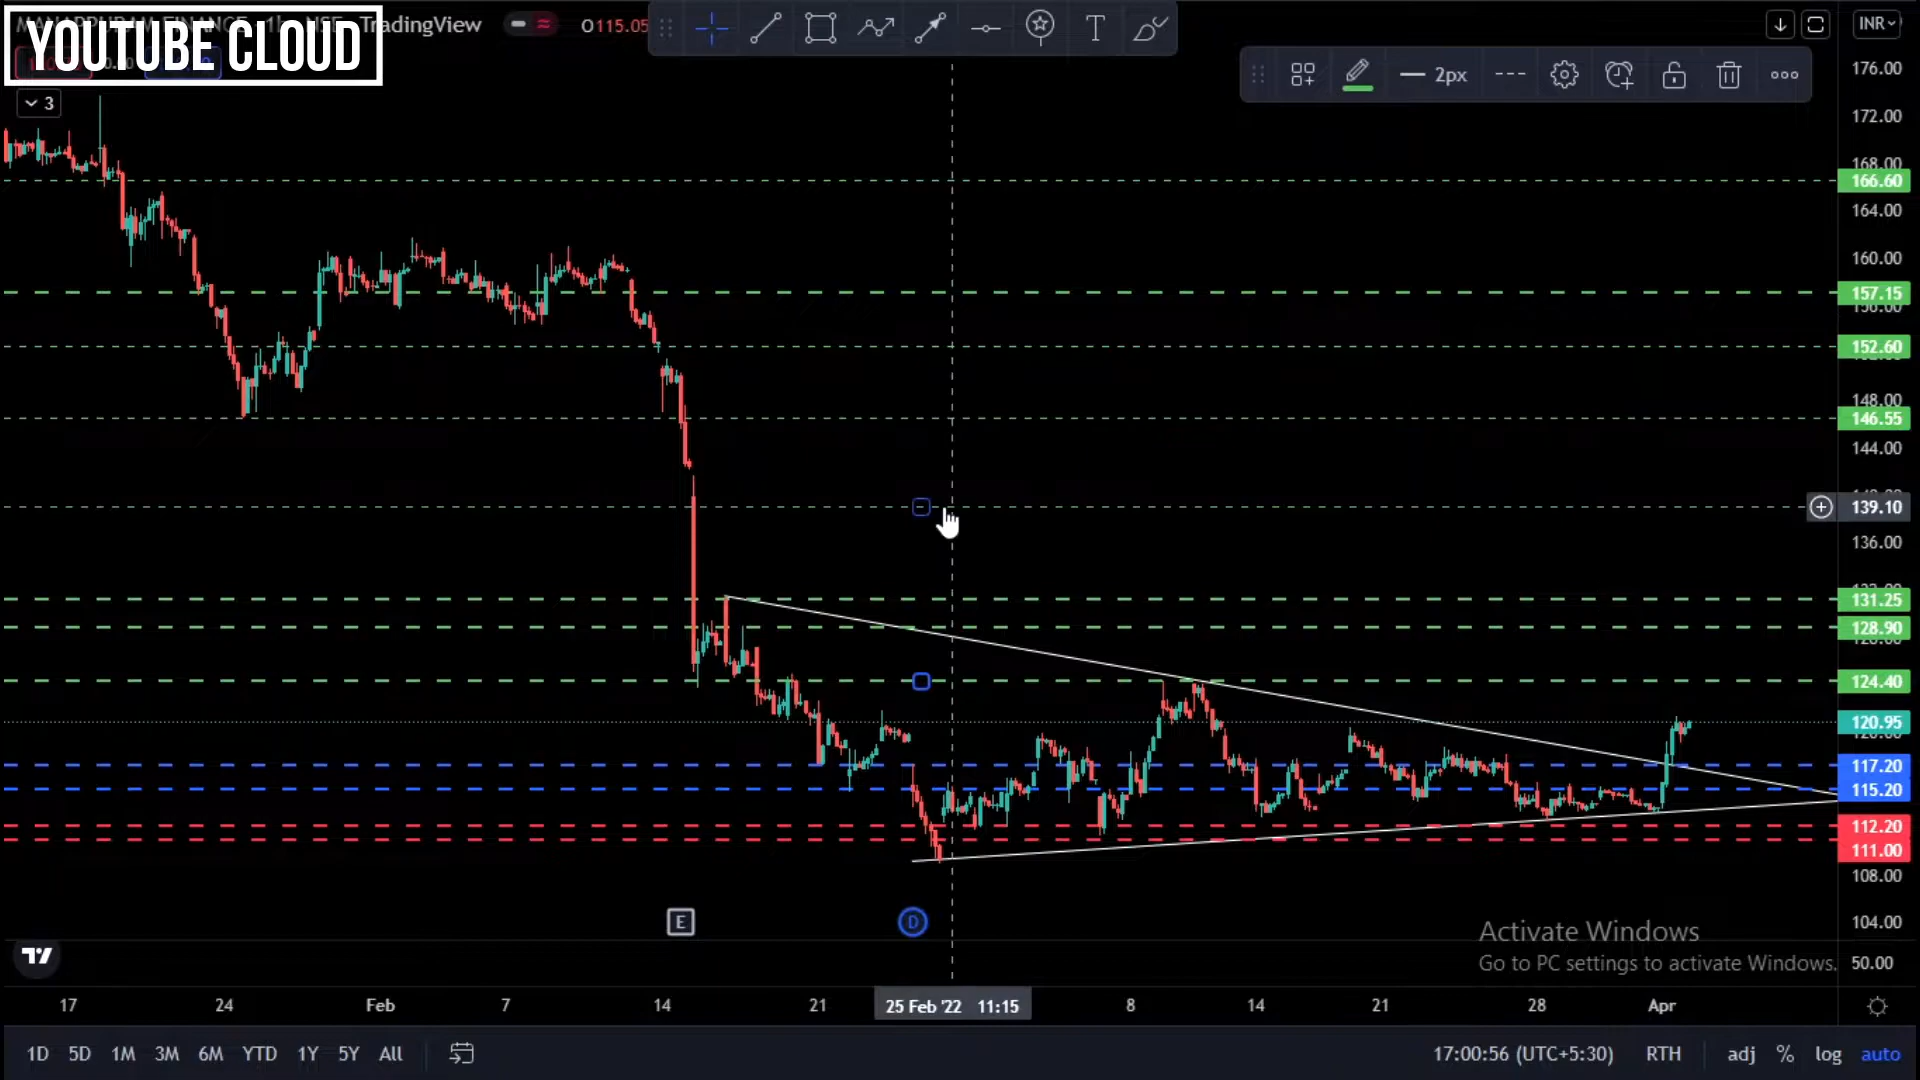 YOUTUBE CLOUD
TradingView
O115.05
3
2px
INR
176.00
172.00
168.00
166.60
164.00
160.00
157.15
152.60
148.00
146.55
144.00
139.10
136.00
131.25
128.90
124.40
120.95
117.20
115.20
112.20
111.00
108.00
104.00
50.00
E
D
Activate Windows
Go to PC settings to activate Windows.
17 24 Feb 7 14 21 25 Feb '22 11:15 8 14 21 28 Apr
1D 5D 1M 3M 6M YTD 1Y 5Y All
17:00:56 (UTC+5:30) RTH adj % log auto